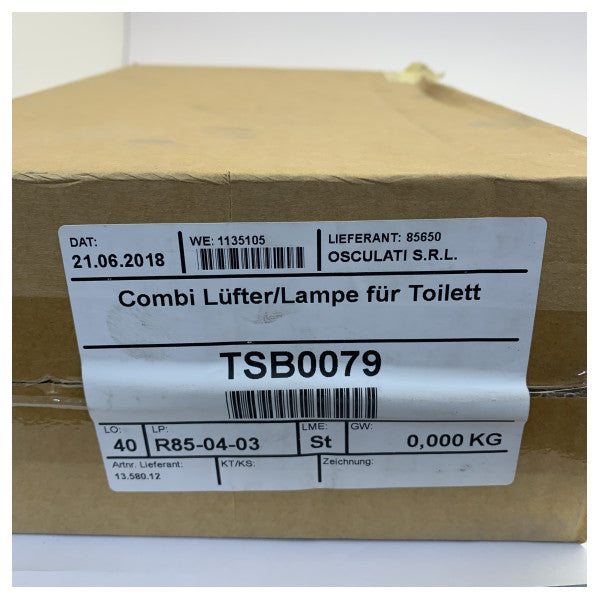 DAT: WE: 1135105 LIEFERANT: 85650
21.06.2018 OSCULATI S.R.L.
Combi Lüfter/Lampe für Toilett
TSB0079
LO: LP: LME: GW:
40 R85-04-03 St 0,000 KG
Artnr. Lieferant: KT/KS: Zeichnung:
13.580.12